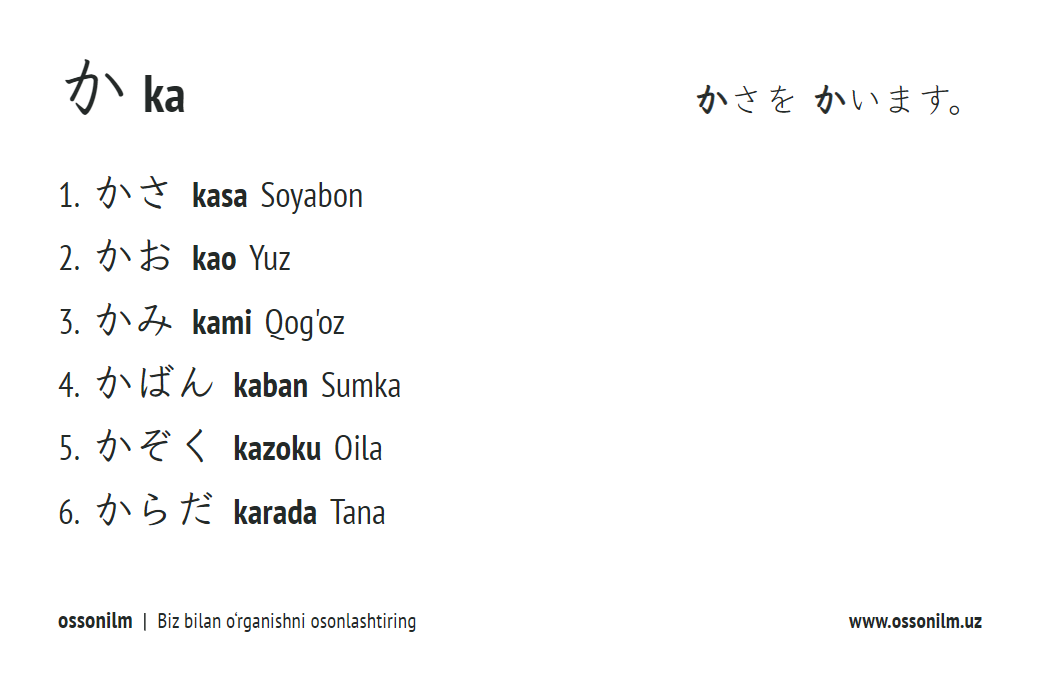 か ka
かさを かいます。
1. かさ kasa Soyabon
2. かお kao Yuz
3. かみ kami Qog'oz
4. かばん kaban Sumka
5. かぞく kazoku Oila
6. からだ karada Tana
ossonilm | Biz bilan o‘rganishni osonlashtiring
www.ossonilm.uz